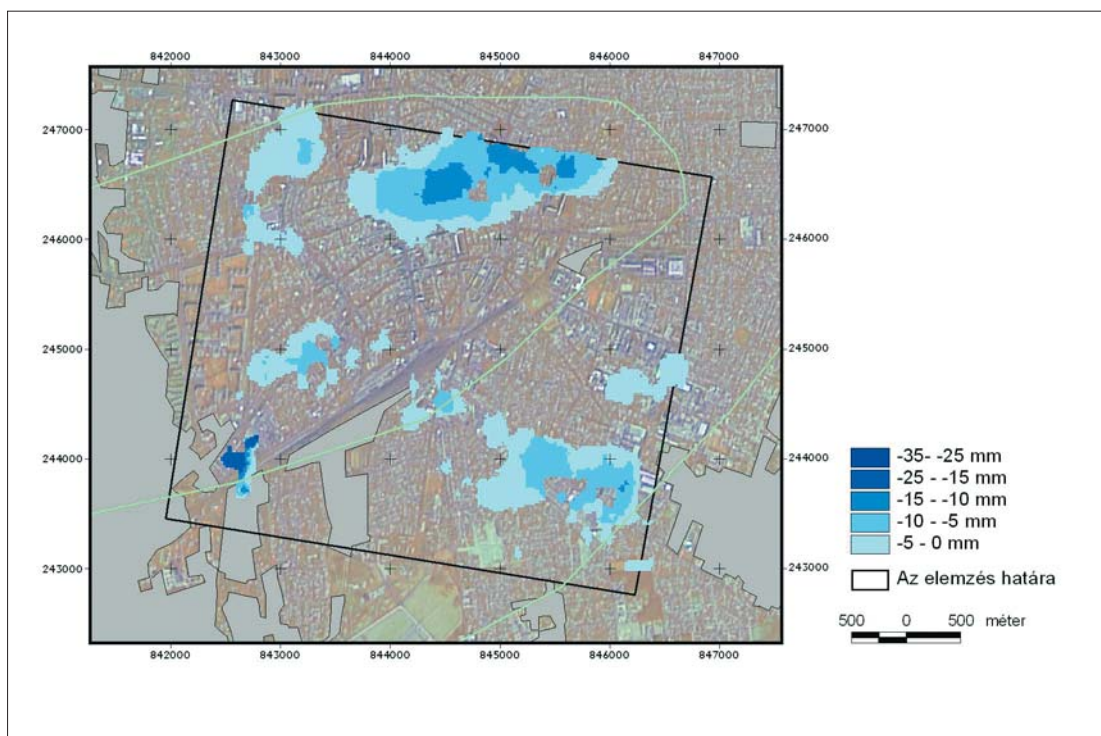 842000 843000 844000 845000 846000 847000
247000 247000
246000 246000
245000 245000
244000 244000
243000 243000
842000 843000 844000 845000 846000 847000
-35- -25 mm
-25 - -15 mm
-15 - -10 mm
-10 - -5 mm
-5 - 0 mm
Az elemzés határa
500 0 500 méter